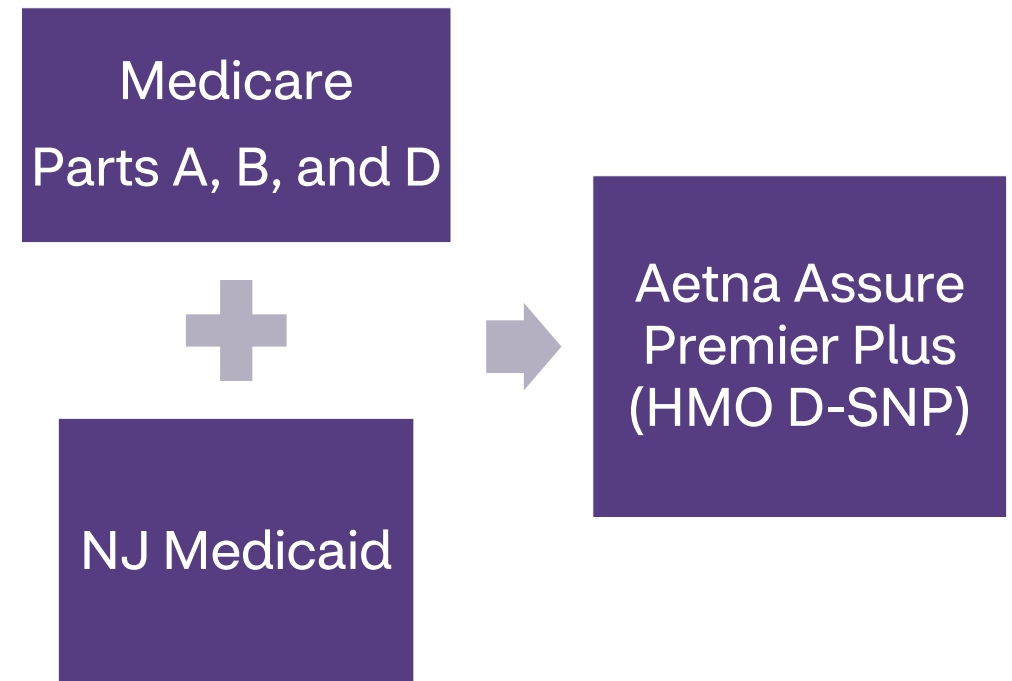 Medicare
Parts A, B, and D
NJ Medicaid
Aetna Assure
Premier Plus
(HMO D-SNP)